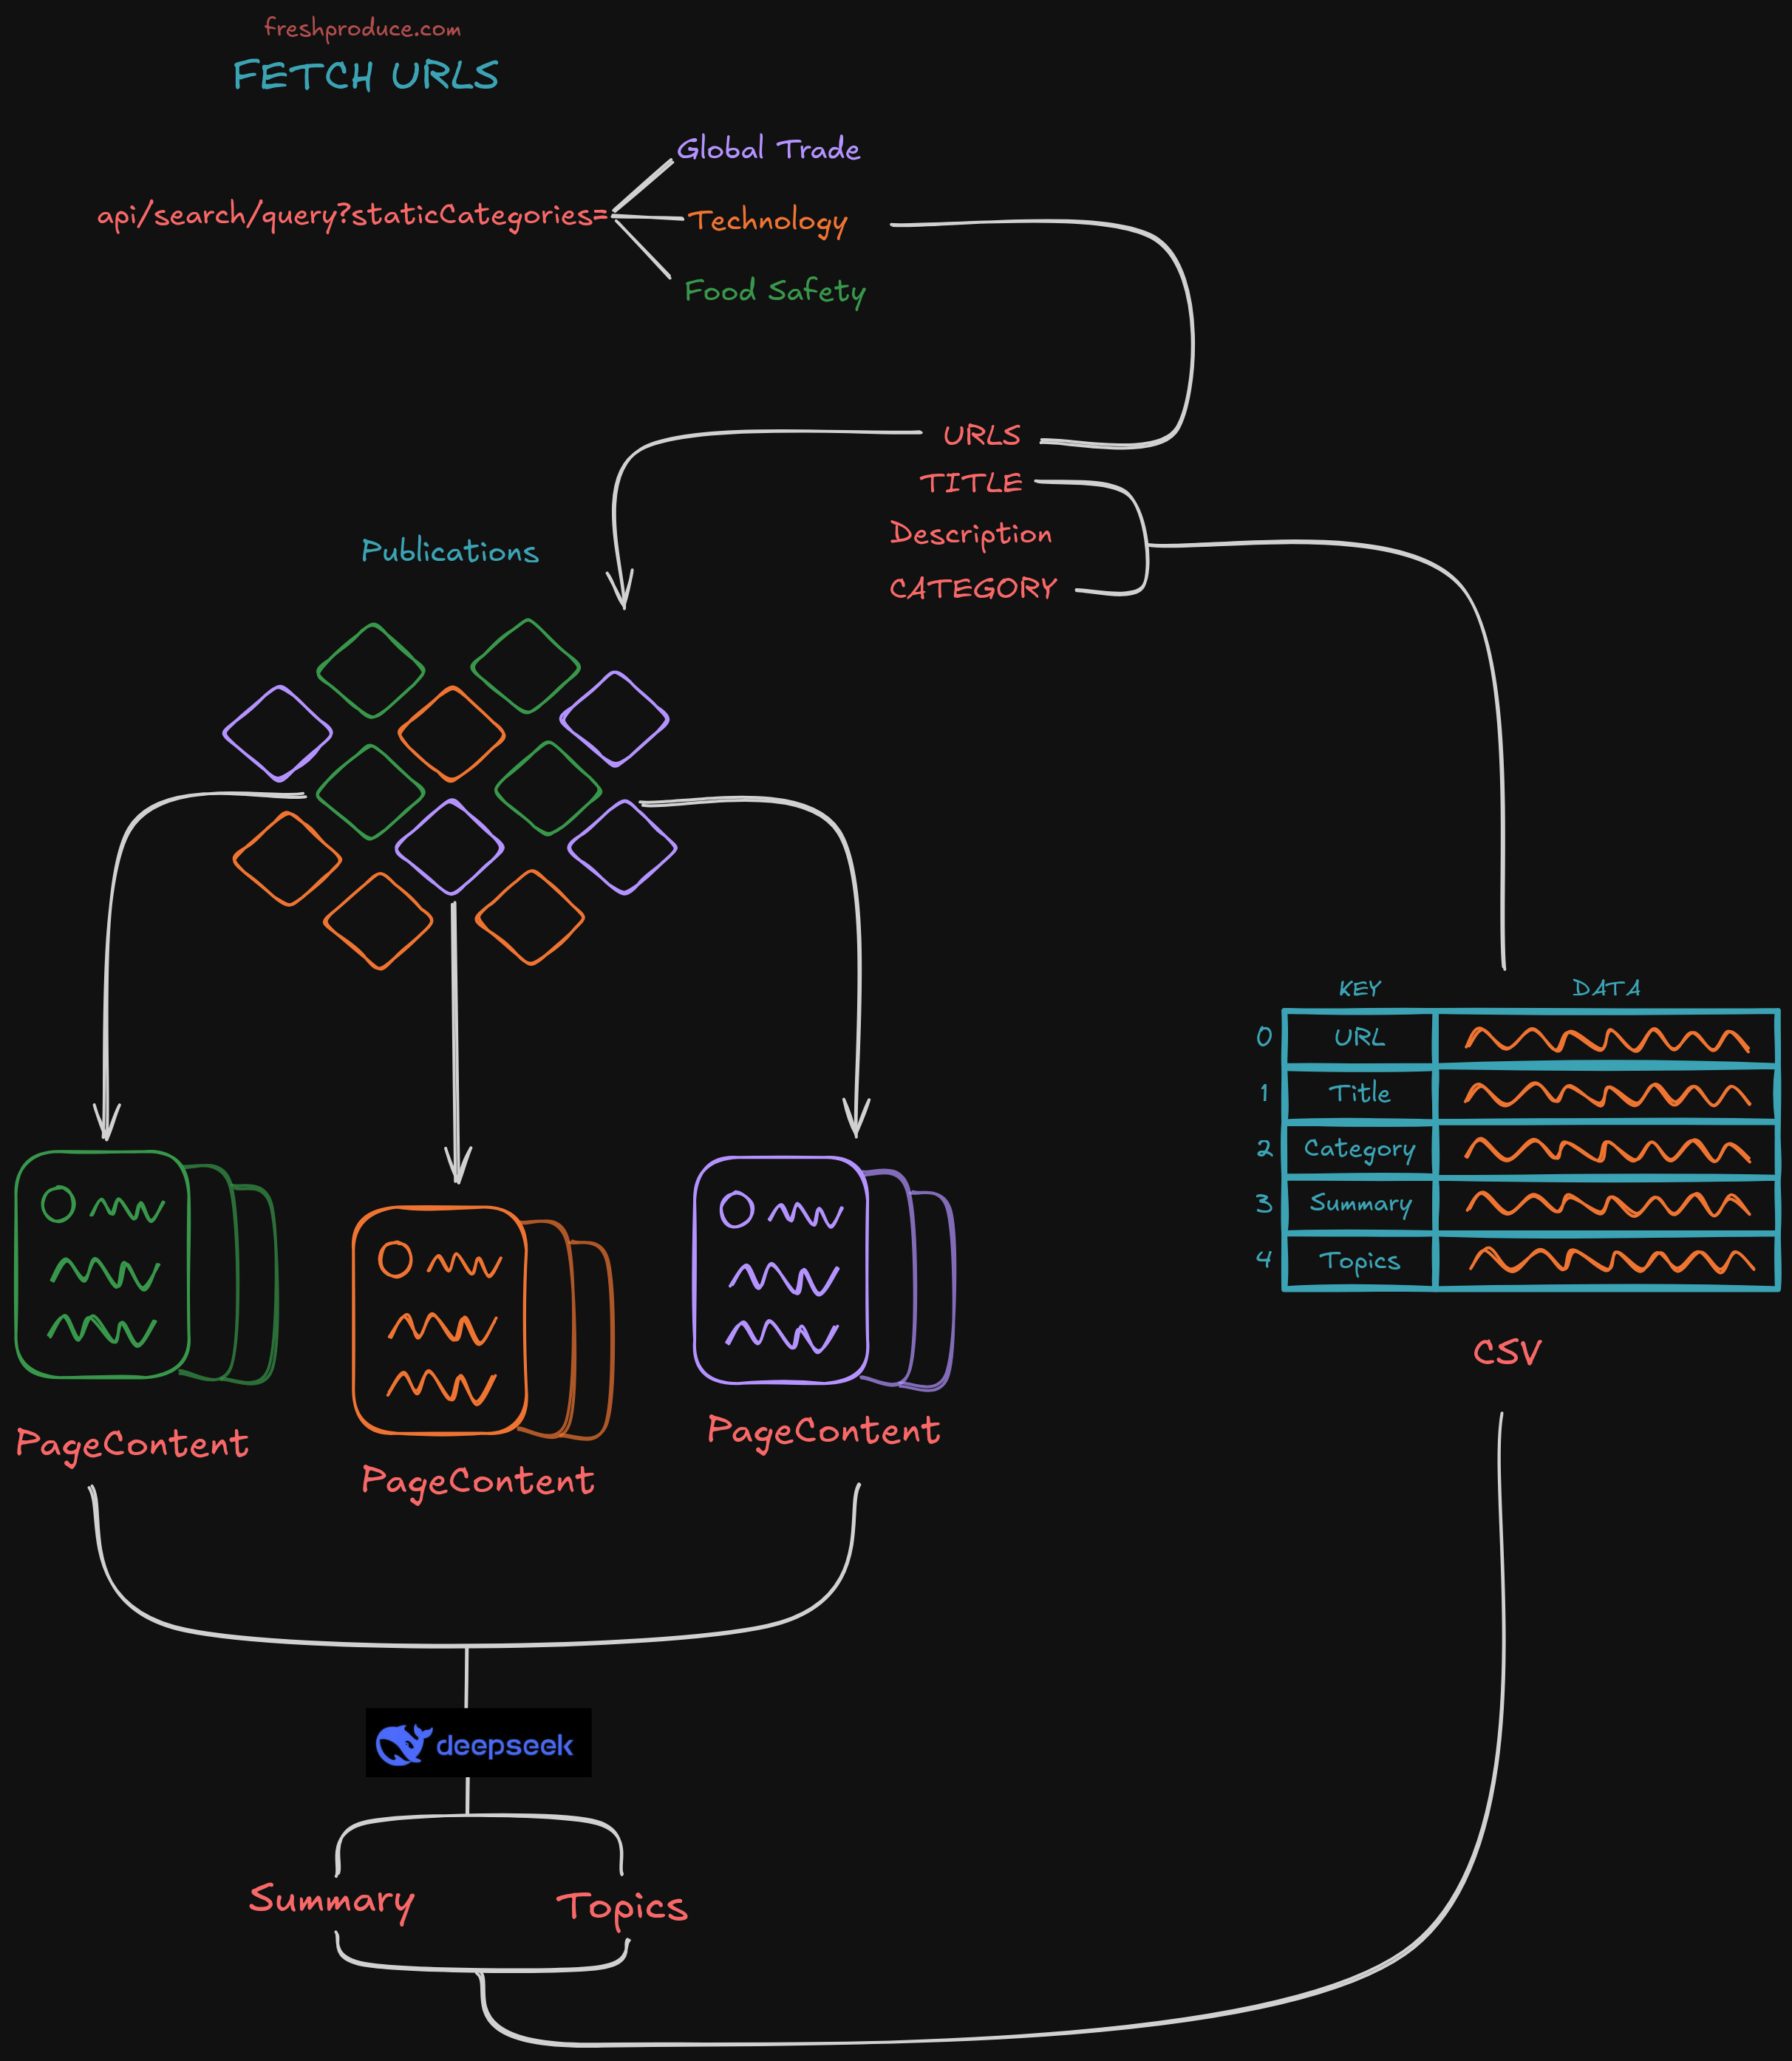 freshproduce.com
FETCH URLS
Global Trade
api/search/query?staticCategories=
Technology
Food Safety
URLS
TITLE
Description
CATEGORY
Publications
KEY DATA
0 URL
1 Title
2 Category
3 Summary
4 Topics
CSV
PageContent
PageContent
PageContent
deepseek
Summary
Topics